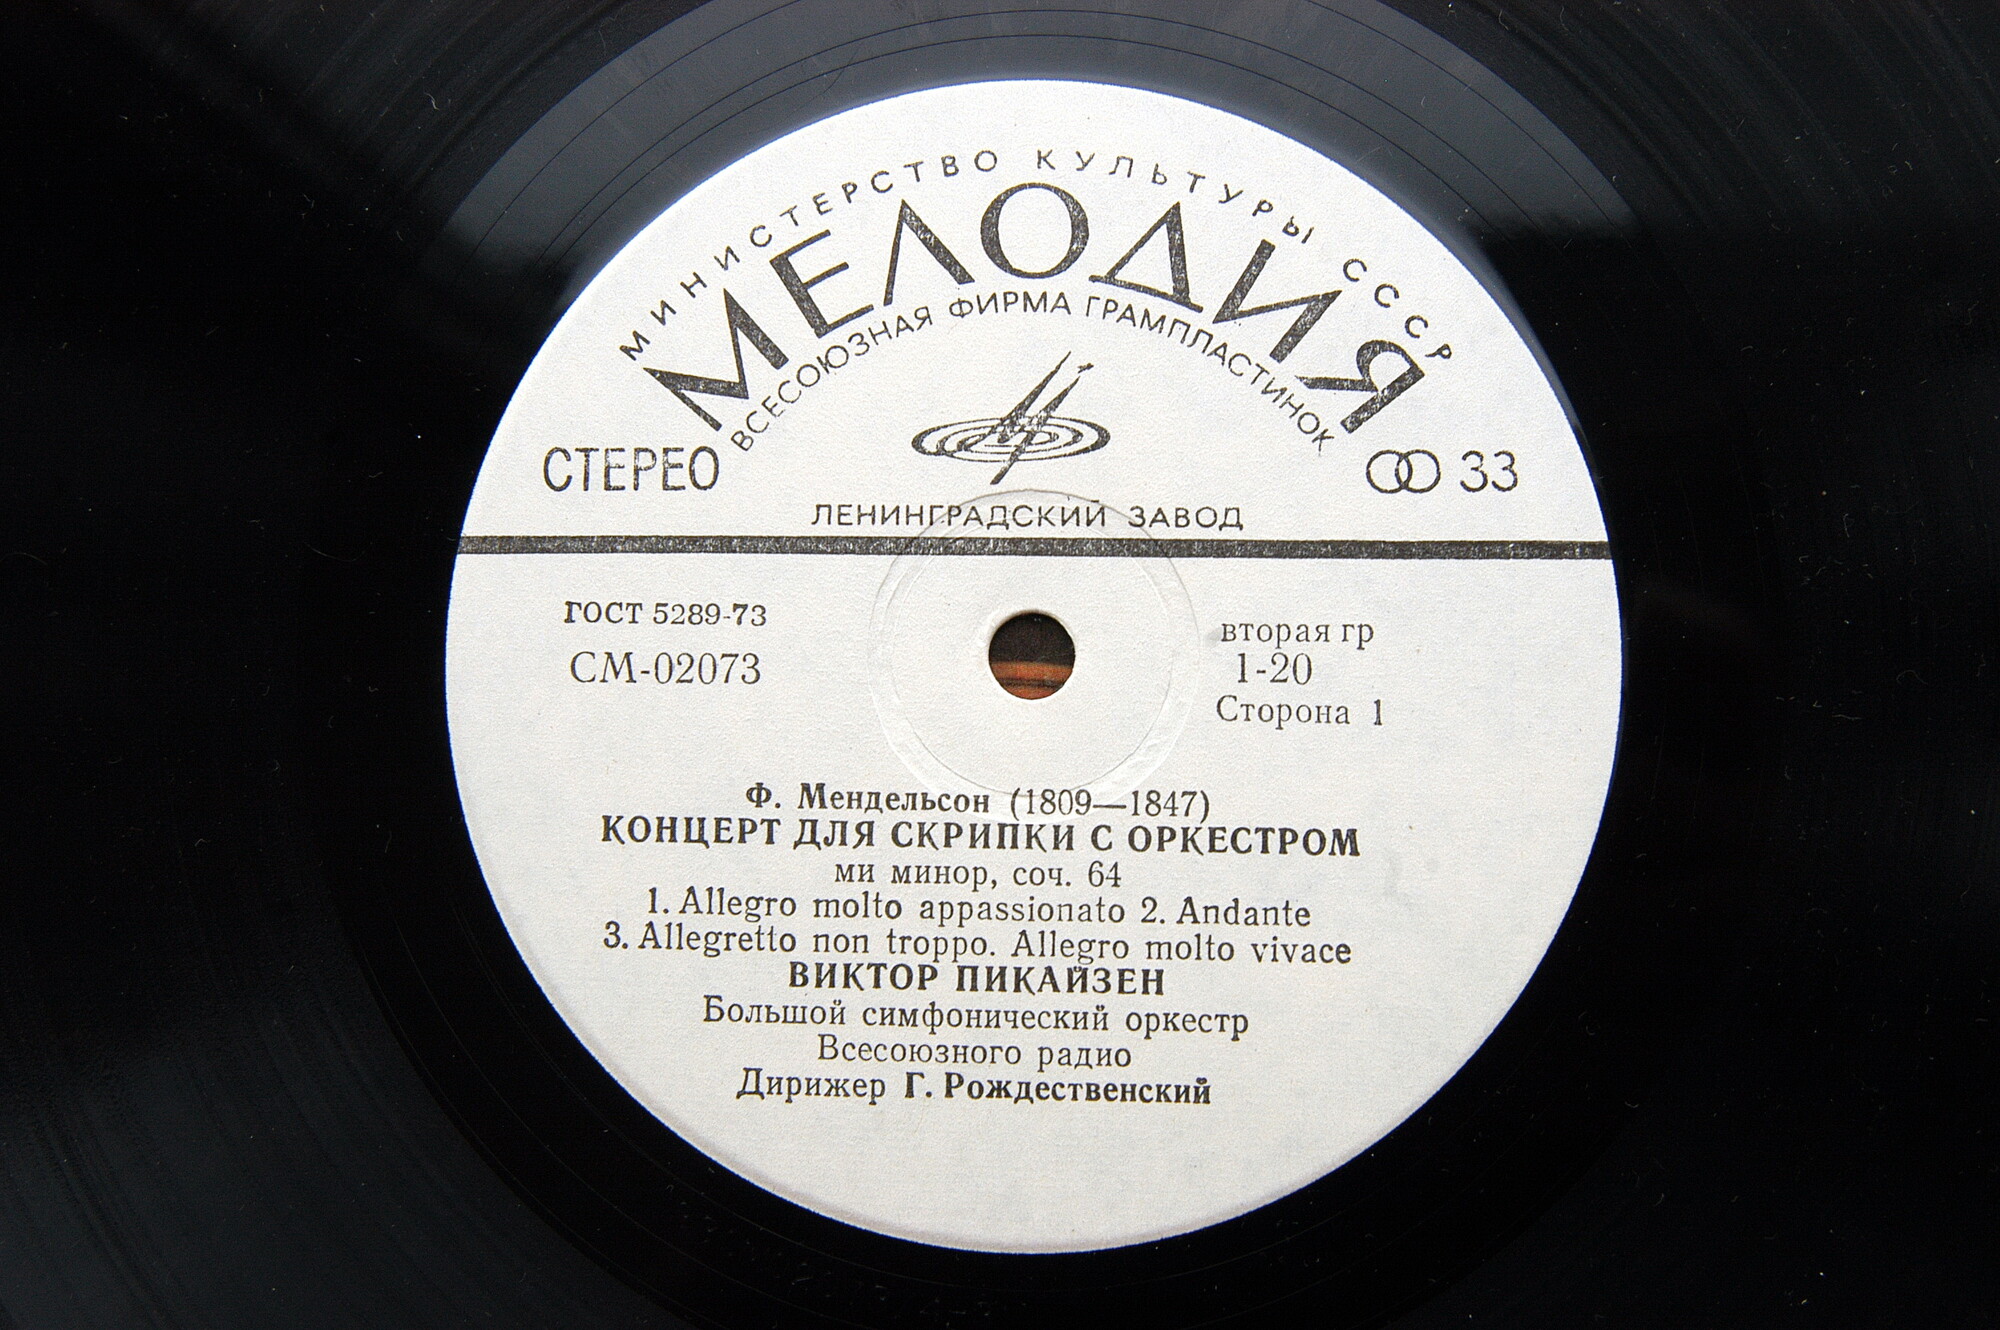 МИНИСТЕРСТВО КУЛЬТУРЫ СССР
МЕЛОДИЯ
ВСЕСОЮЗНАЯ ФИРМА ГРАМПЛАСТИНОК
СТЕРЕО
33
ЛЕНИНГРАДСКИЙ ЗАВОД
ГОСТ 5289-73
СМ-02073
вторая гр
1-20
Сторона 1
Ф. Мендельсон (1809—1847)
КОНЦЕРТ ДЛЯ СКРИПКИ С ОРКЕСТРОМ
ми минор, соч. 64
1. Allegro molto appassionato 2. Andante
3. Allegretto non troppo. Allegro molto vivace
ВИКТОР ПИКАЙЗЕН
Большой симфонический оркестр
Всесоюзного радио
Дирижер Г. Рождественский